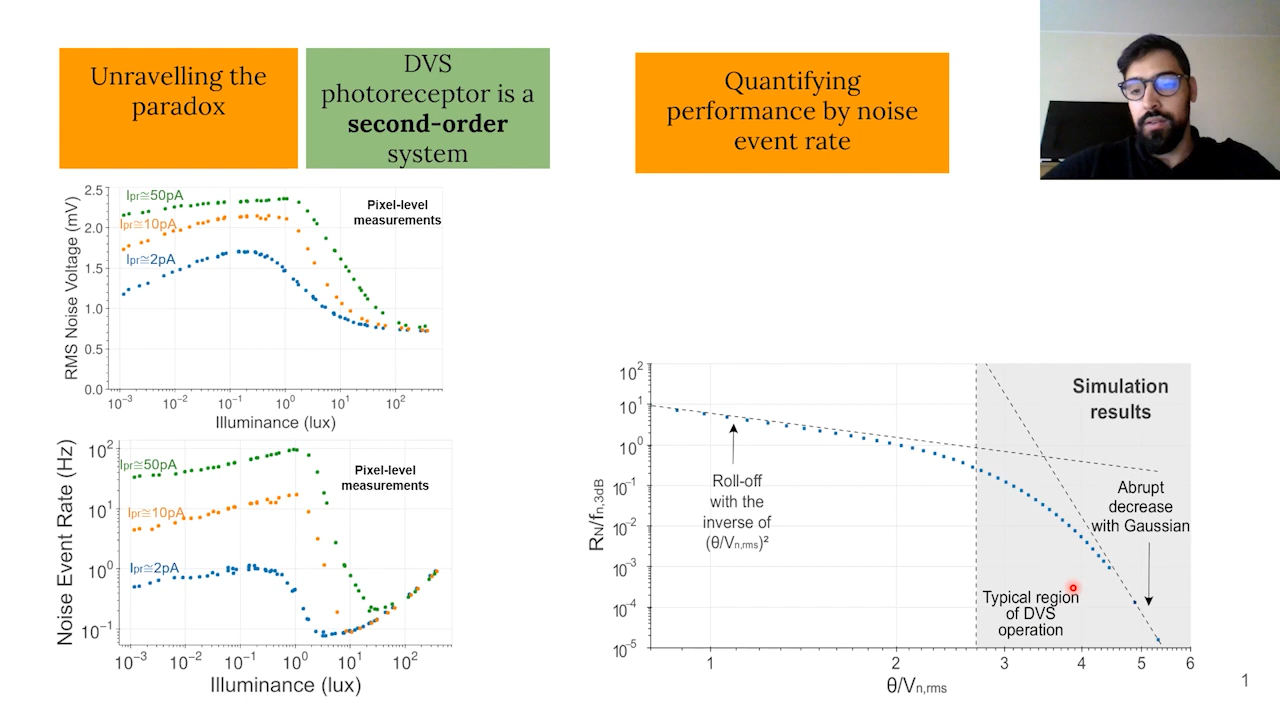 Unravelling the
paradox
DVS
photoreceptor is a
second-order
system
Quantifying
performance by noise
event rate
RMS Noise Voltage (mV)
2.5
2.0
1.5
1.0
0.5
0.0
Ipr≅50pA
Ipr≅10pA
Ipr≅2pA
Pixel-level
measurements
10⁻³ 10⁻² 10⁻¹ 10⁰ 10¹ 10²
Illuminance (lux)
Noise Event Rate (Hz)
10²
10¹
10⁰
10⁻¹
Ipr≅50pA
Ipr≅10pA
Ipr≅2pA
Pixel-level
measurements
10⁻³ 10⁻² 10⁻¹ 10⁰ 10¹ 10²
Illuminance (lux)
RN/fn,3dB
10²
10¹
10⁰
10⁻¹
10⁻²
10⁻³
10⁻⁴
10⁻⁵
Simulation
results
Roll-off
with the
inverse of
(θ/Vn,rms)²
Abrupt
decrease
with Gaussian
Typical region
of DVS
operation
1 2 3 4 5 6
θ/Vn,rms
1